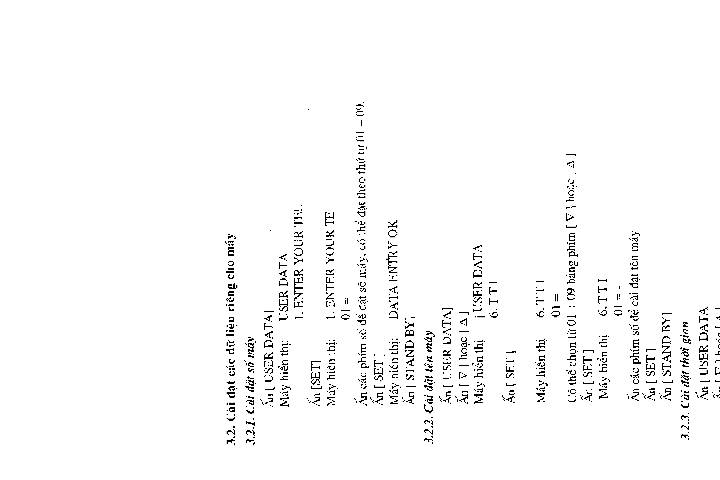 3.2. Cài đặt các dữ liệu riêng cho máy
3.2.1. Cài đặt số máy
Ấn [ USER DATA]
Máy hiển thị: USER DATA
1. ENTER YOUR TEL.
Ấn [SET]
Máy hiển thị: 1. ENTER YOUR TE
01 =
Ấn các phím số để đặt số máy, có thể đặt theo thứ tự 01 – 09.
Ấn [ SET ].
Máy hiển thị: DATA ENTRY OK
Ấn [ STAND BY]
3.2.2. Cài đặt tên máy
Ấn [ USER DATA]
Ấn [ ∇ ] hoặc [ Δ ]
Máy hiển thị [ USER DATA
6. T T I
Ấn [ SET ]
Máy hiển thị 6. T T I
01 =
Có thể chọn từ 01 : 09 bằng phím [ ∇ ] hoặc [ Δ ]
Ấn [ SET ]
Máy hiển thị 6. T T I
01 = -
Ấn các phím số để cài đặt tên máy
Ấn [ SET ]
Ấn [ STAND BY ]
3.2.3. Cài đặt thời gian
Ấn [ USER DATA